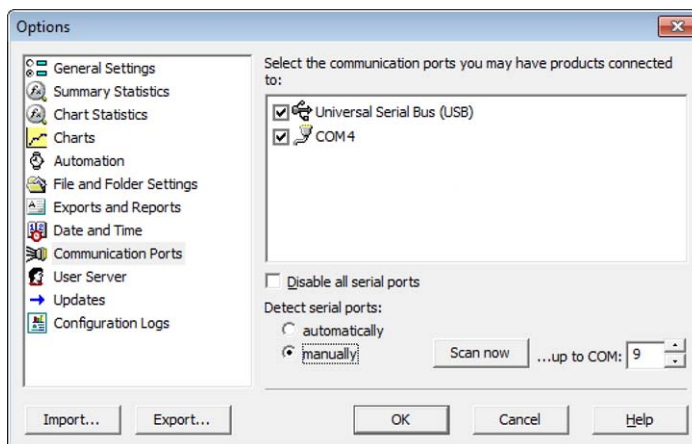 Options
General Settings
Summary Statistics
Chart Statistics
Charts
Automation
File and Folder Settings
Exports and Reports
Date and Time
Communication Ports
User Server
Updates
Configuration Logs
Select the communication ports you may have products connected
to:
Universal Serial Bus (USB)
COM4
Disable all serial ports
Detect serial ports:
automatically
manually
Scan now
...up to COM: 9
Import...
Export...
OK
Cancel
Help